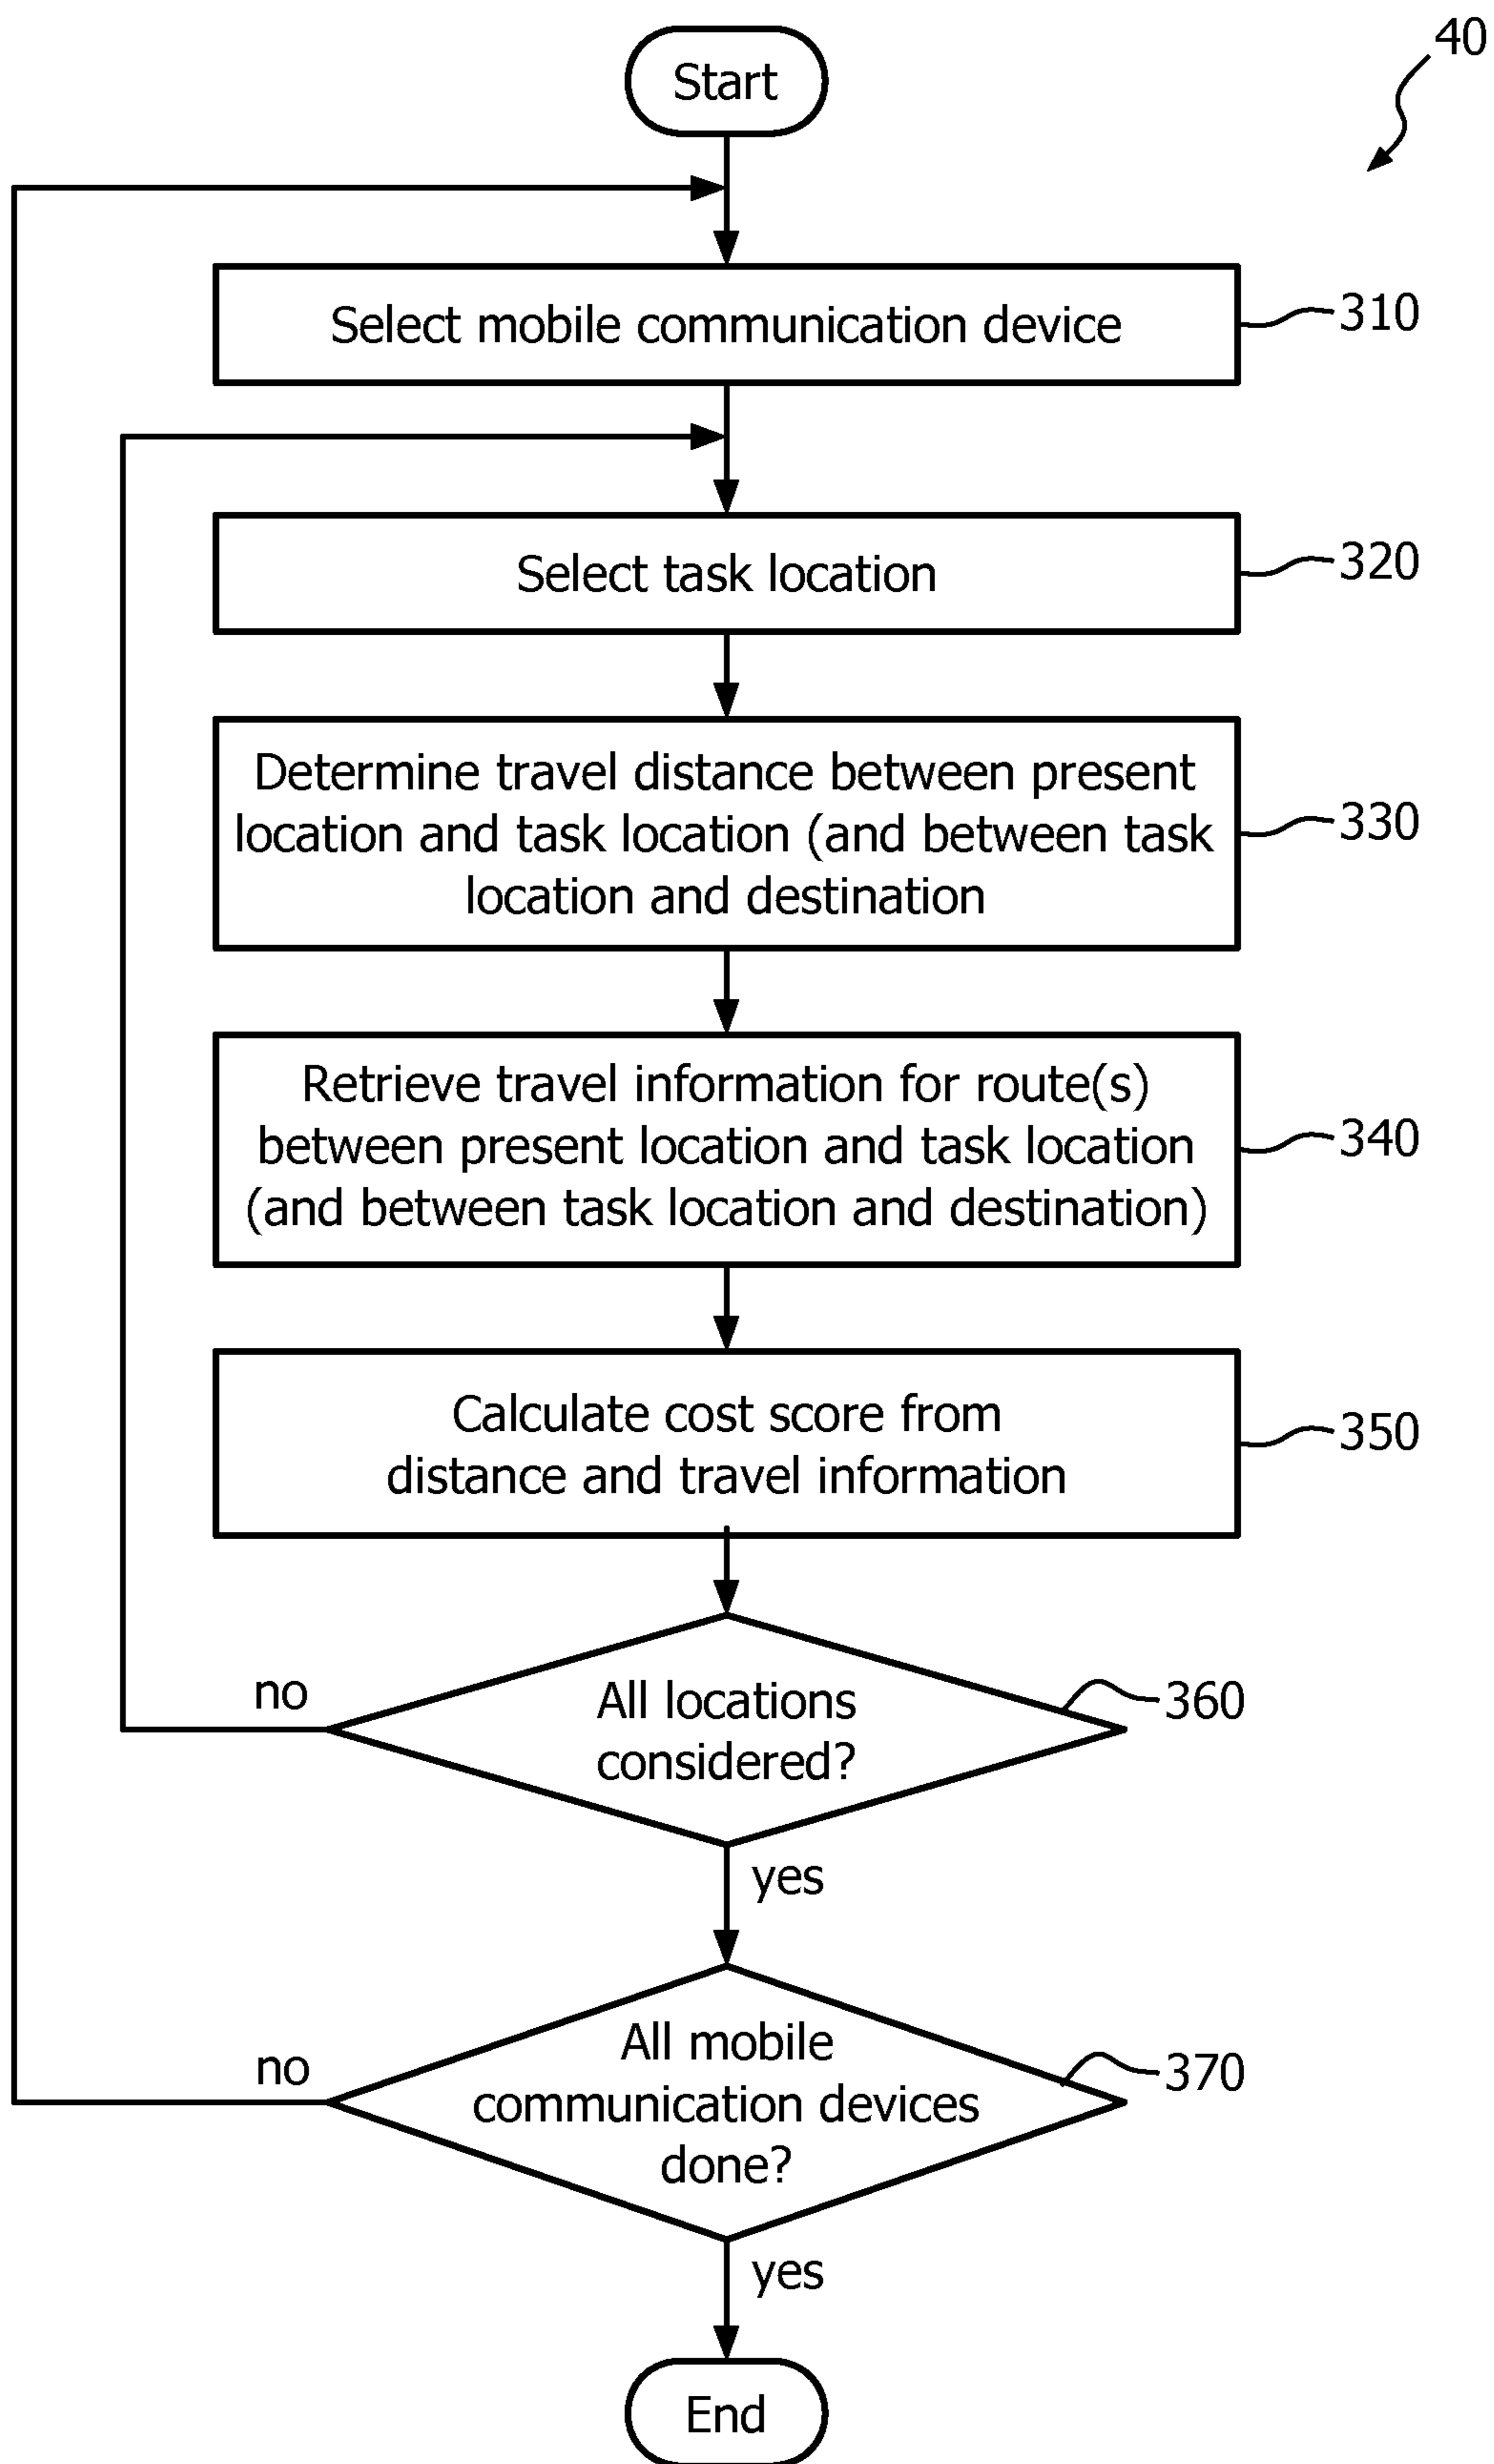 40
Start
Select mobile communication device
310
Select task location
320
Determine travel distance between present
location and task location (and between task
location and destination
330
Retrieve travel information for route(s)
between present location and task location
(and between task location and destination)
340
Calculate cost score from
distance and travel information
350
no
All locations
considered?
360
yes
no
All mobile
communication devices
done?
370
yes
End